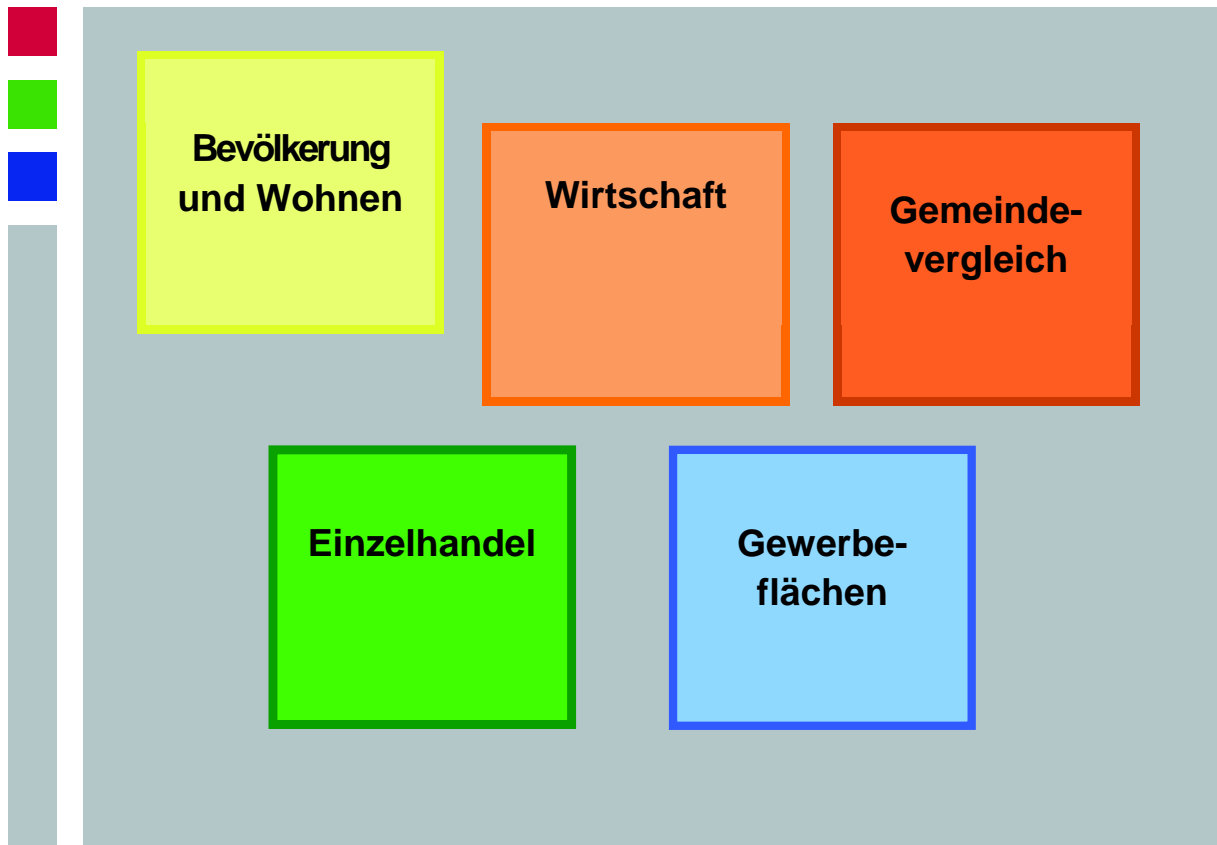 Bevölkerung
und Wohnen
Wirtschaft
Gemeinde-
vergleich
Einzelhandel
Gewerbe-
flächen